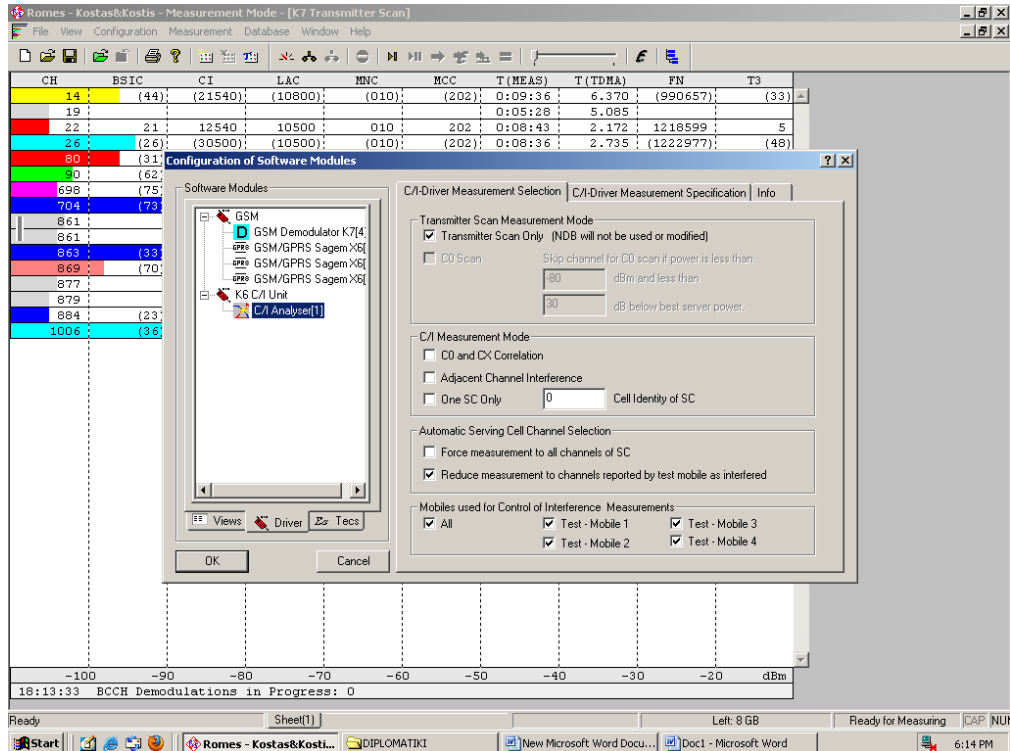 Romes - Kostas&Kostis - Measurement Mode - [K7 Transmitter Scan]
File View Configuration Measurement Database Window Help
CH BSIC CI LAC MNC MCC T(MEAS) T(TDMA) FN T3
14 (44) (21540) (10800) (010) (202) 0:09:36 6.370 (990657) (33)
19 0:05:28 5.085
22 21 12540 10500 010 202 0:08:43 2.172 1218599 5
26 (26) (30500) (10500) (010) (202) 0:08:36 2.735 (1222977) (48)
80 (31)
90 (62
698 (75
704 (73
861
861
863 (33
869 (70
877
879
884 (23
1006 (36
Configuration of Software Modules
Software Modules
GSM
GSM Demodulator K7[4]
GSM/GPRS Sagem X6[
GSM/GPRS Sagem X6[
GSM/GPRS Sagem X6[
K6 C/I Unit
C/I Analyser[1]
Views Driver Tecs
OK Cancel
C/I-Driver Measurement Selection C/I-Driver Measurement Specification Info
Transmitter Scan Measurement Mode
Transmitter Scan Only (NDB will not be used or modified)
C0 Scan Skip channel for C0 scan if power is less than
-80 dBm and less than
30 dB below best server power.
C/I Measurement Mode
C0 and CX Correlation
Adjacent Channel Interference
One SC Only 0 Cell Identity of SC
Automatic Serving Cell Channel Selection
Force measurement to all channels of SC
Reduce measurement to channels reported by test mobile as interfered
Mobiles used for Control of Interference Measurements
All Test - Mobile 1 Test - Mobile 3
Test - Mobile 2 Test - Mobile 4
-100 -90 -80 -70 -60 -50 -40 -30 -20 dBm
18:13:33 BCCH Demodulations in Progress: 0
Ready Sheet(1) Left: 8 GB Ready for Measuring CAP NUM
Start Romes - Kostas&Kosti... DIPLOMATIKI New Microsoft Word Docu... Doc1 - Microsoft Word 6:14 PM